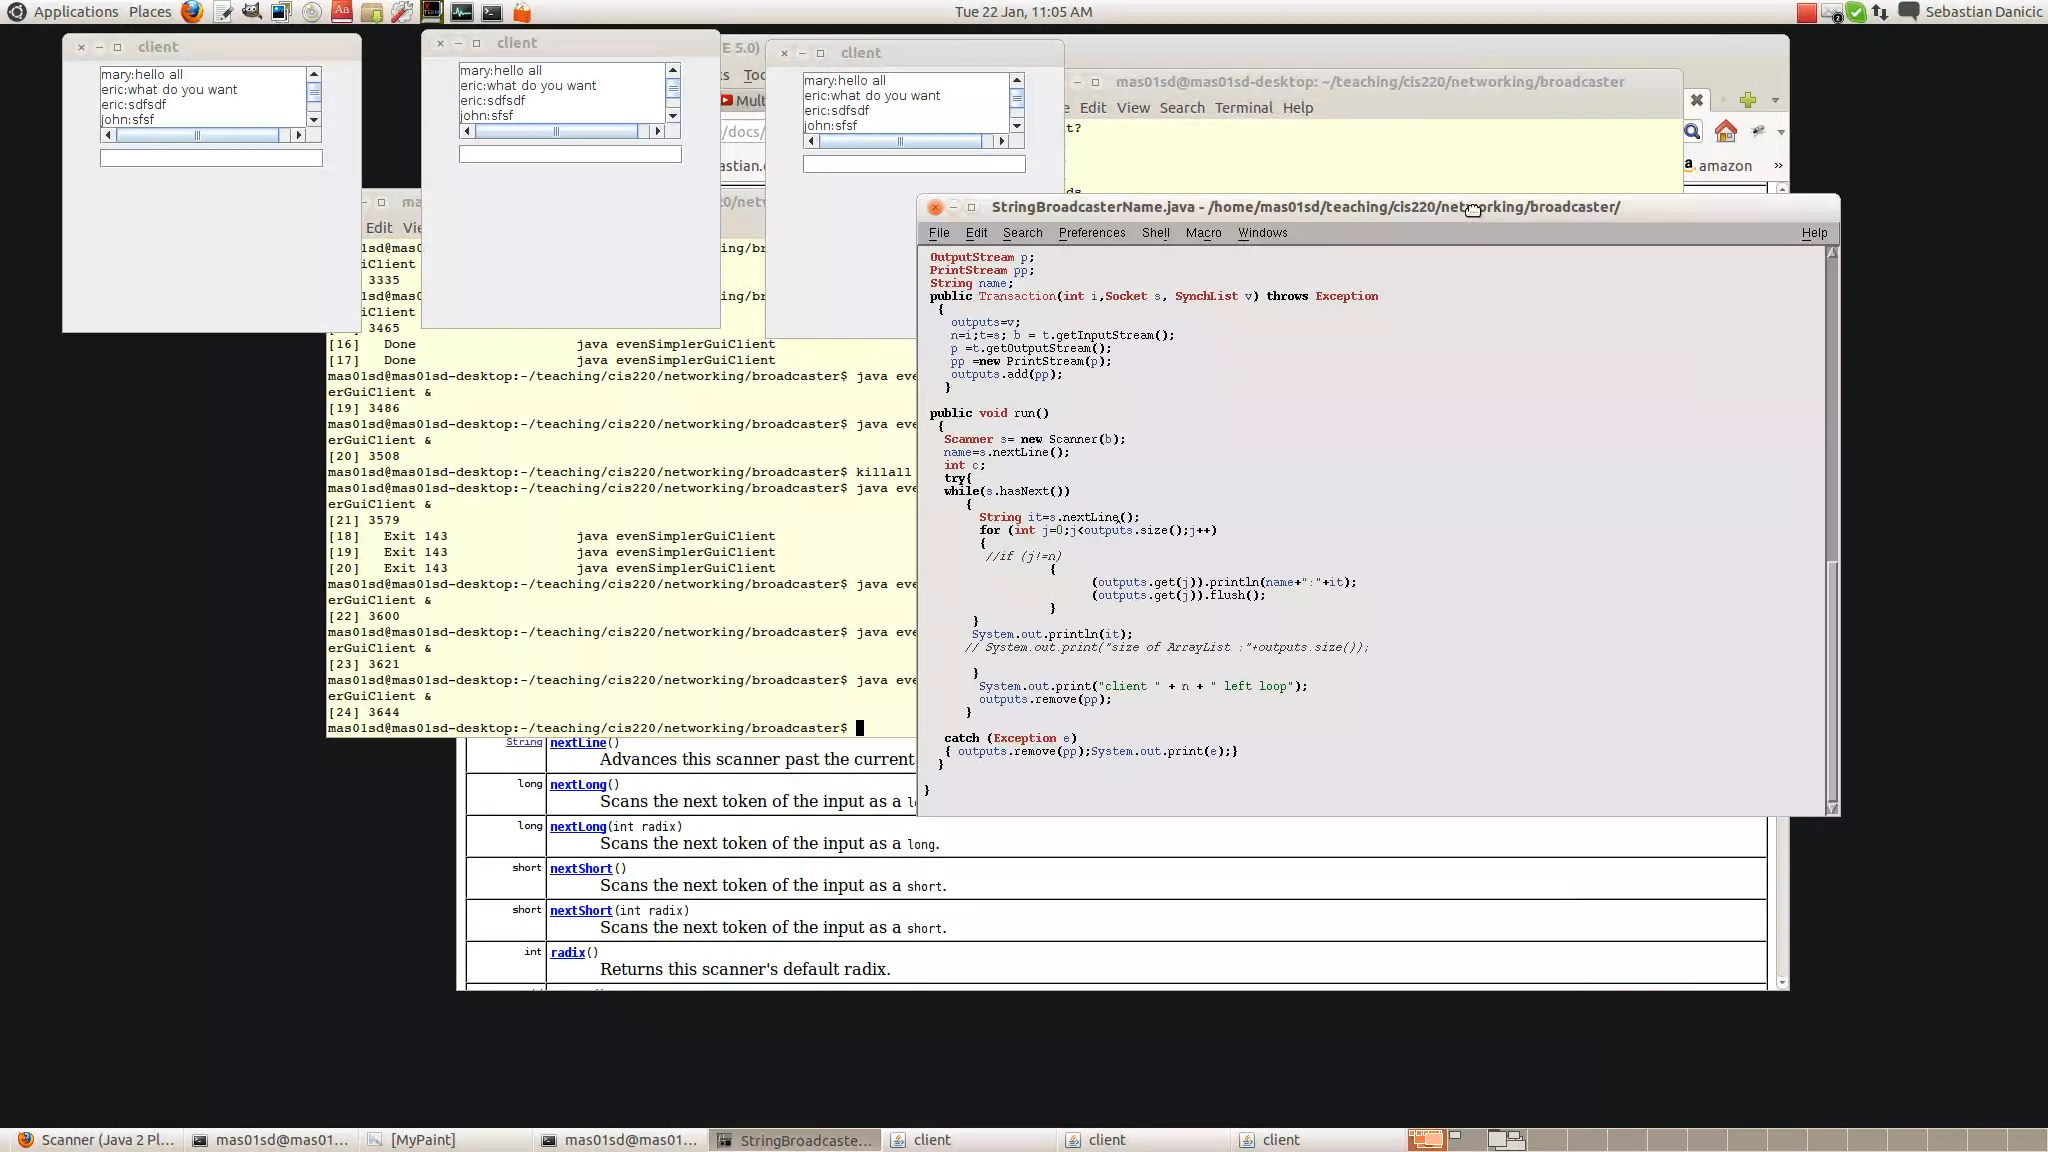 Applications Places
Tue 22 Jan, 11:05 AM
Sebastian Danicic
client
mary:hello all
eric:what do you want
eric:sdfsdf
john:sfsf
client
mary:hello all
eric:what do you want
eric:sdfsdf
john:sfsf
client
mary:hello all
eric:what do you want
eric:sdfsdf
john:sfsf
E 5.0)
mas01sd@mas01sd-desktop: ~/teaching/cis220/networking/broadcaster
Edit View Search Terminal Help
t?
amazon »
Edit
mas01sd@mas0
iClient
3335
iClient
3465
[16] Done java evenSimplerGuiClient
[17] Done java evenSimplerGuiClient
mas01sd@mas01sd-desktop:~/teaching/cis220/networking/broadcaster$ java eve
erGuiClient &
[19] 3486
mas01sd@mas01sd-desktop:~/teaching/cis220/networking/broadcaster$ java eve
erGuiClient &
[20] 3508
mas01sd@mas01sd-desktop:~/teaching/cis220/networking/broadcaster$ killall
mas01sd@mas01sd-desktop:~/teaching/cis220/networking/broadcaster$ java eve
erGuiClient &
[21] 3579
[18] Exit 143 java evenSimplerGuiClient
[19] Exit 143 java evenSimplerGuiClient
[20] Exit 143 java evenSimplerGuiClient
mas01sd@mas01sd-desktop:~/teaching/cis220/networking/broadcaster$ java eve
erGuiClient &
[22] 3600
mas01sd@mas01sd-desktop:~/teaching/cis220/networking/broadcaster$ java eve
erGuiClient &
[23] 3621
mas01sd@mas01sd-desktop:~/teaching/cis220/networking/broadcaster$ java eve
erGuiClient &
[24] 3644
mas01sd@mas01sd-desktop:~/teaching/cis220/networking/broadcaster$
StringBroadcasterName.java - /home/mas01sd/teaching/cis220/networking/broadcaster/
File Edit Search Preferences Shell Macro Windows Help
OutputStream p;
PrintStream pp;
String name;
public Transaction(int i,Socket s, SynchList v) throws Exception
{
outputs=v;
n=i;t=s; b = t.getInputStream();
p =t.getOutputStream();
pp =new PrintStream(p);
outputs.add(pp);
}
public void run()
{
Scanner s= new Scanner(b);
name=s.nextLine();
int c;
try{
while(s.hasNext())
{
String it=s.nextLine();
for (int j=0;j<outputs.size();j++)
{
//if (j!=n)
{
(outputs.get(j)).println(name+":"+it);
(outputs.get(j)).flush();
}
}
System.out.println(it);
// System.out.print("size of ArrayList :"+outputs.size());
}
System.out.print("client " + n + " left loop");
outputs.remove(pp);
}
catch (Exception e)
{ outputs.remove(pp);System.out.print(e);}
}
}
String nextLine()
Advances this scanner past the current
long nextLong()
Scans the next token of the input as a
long nextLong(int radix)
Scans the next token of the input as a long.
short nextShort()
Scans the next token of the input as a short.
short nextShort(int radix)
Scans the next token of the input as a short.
int radix()
Returns this scanner's default radix.
Scanner (Java 2 Pl... mas01sd@mas01... [MyPaint] mas01sd@mas01... StringBroadcaste... client client client